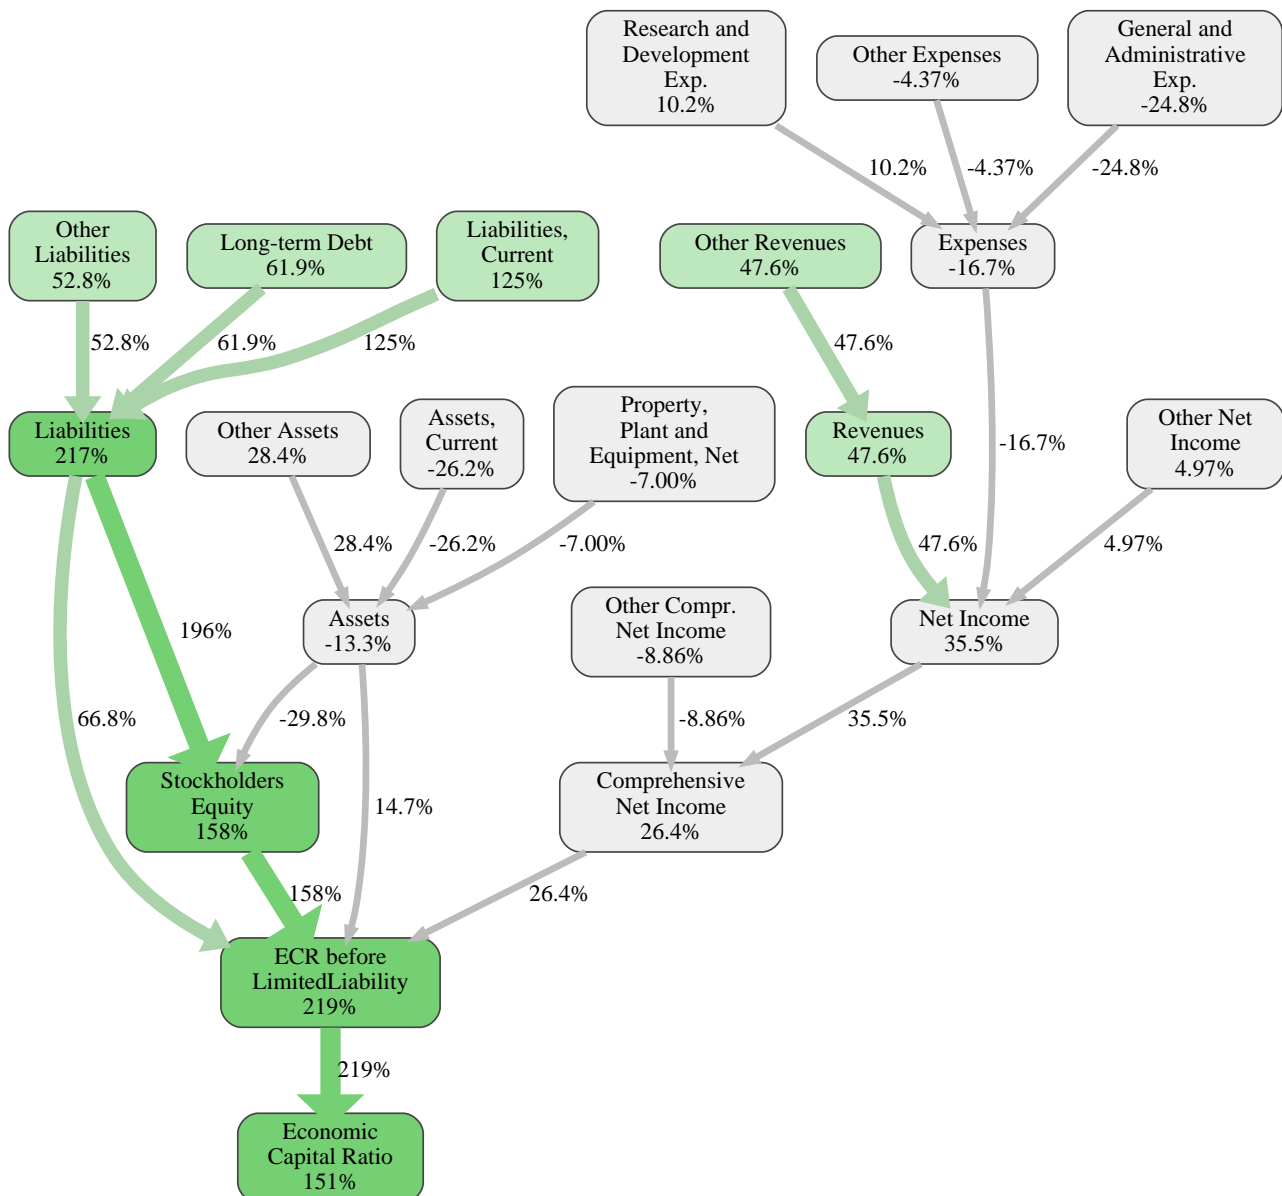 Research and
Development
Exp.
10.2%
Other Expenses
-4.37%
General and
Administrative
Exp.
-24.8%
10.2%
-4.37%
-24.8%
Other
Liabilities
52.8%
Long-term Debt
61.9%
Liabilities,
Current
125%
Other Revenues
47.6%
Expenses
-16.7%
52.8%
61.9%
125%
47.6%
Liabilities
217%
Other Assets
28.4%
Assets,
Current
-26.2%
Property,
Plant and
Equipment, Net
-7.00%
Revenues
47.6%
-16.7%
Other Net
Income
4.97%
28.4%
-26.2%
-7.00%
47.6%
4.97%
196%
Assets
-13.3%
Other Compr.
Net Income
-8.86%
Net Income
35.5%
66.8%
-29.8%
-8.86%
35.5%
Stockholders
Equity
158%
14.7%
Comprehensive
Net Income
26.4%
158%
26.4%
ECR before
LimitedLiability
219%
219%
Economic
Capital Ratio
151%